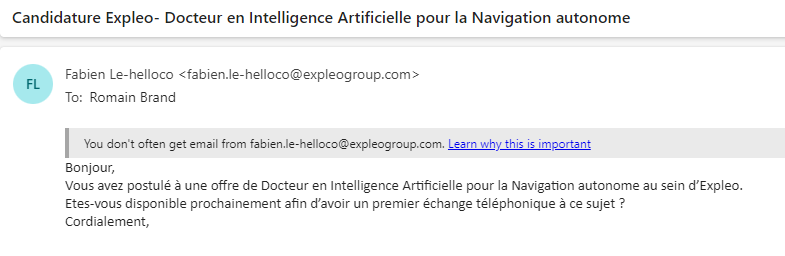 Candidature Expleo- Docteur en Intelligence Artificielle pour la Navigation autonome
FL
Fabien Le-helloco <fabien.le-helloco@expleogroup.com>
To: Romain Brand
You don't often get email from fabien.le-helloco@expleogroup.com. Learn why this is important
Bonjour,
Vous avez postulé à une offre de Docteur en Intelligence Artificielle pour la Navigation autonome au sein d'Expleo.
Etes-vous disponible prochainement afin d'avoir un premier échange téléphonique à ce sujet ?
Cordialement,